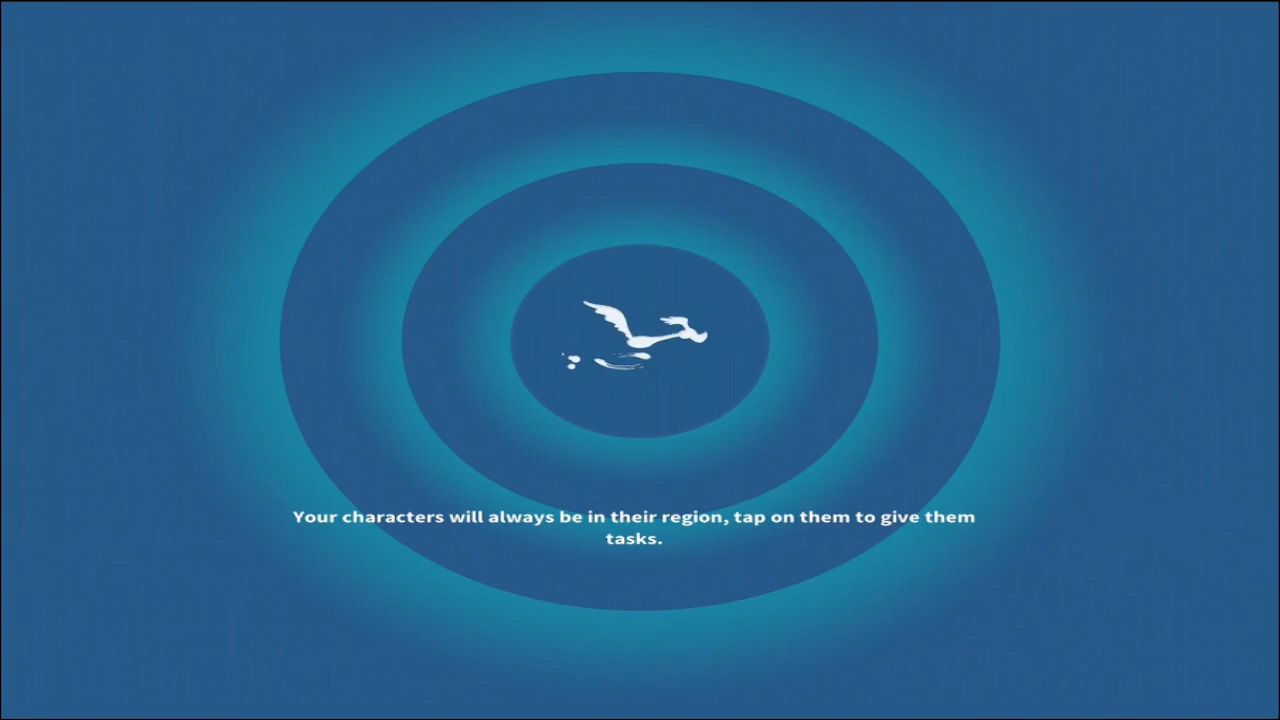 Your characters will always be in their region, tap on them to give them
tasks.